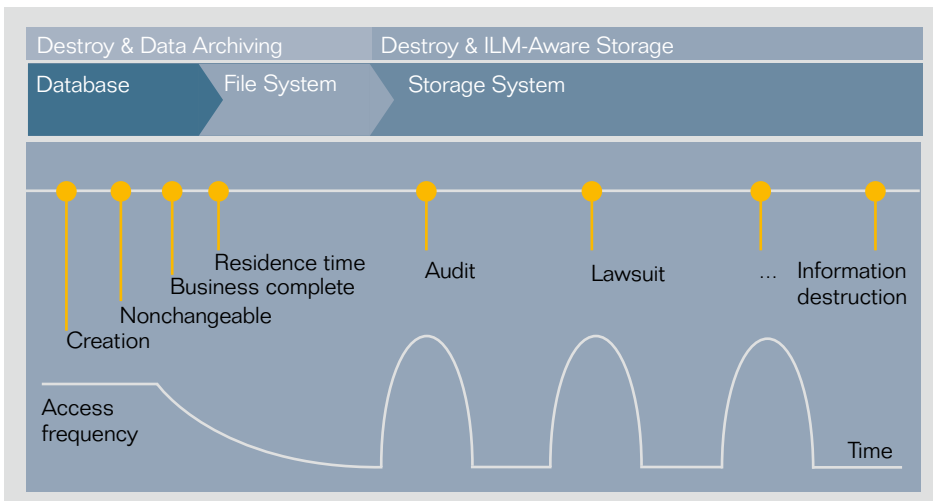 Destroy & Data Archiving
Destroy & ILM-Aware Storage
Database
File System
Storage System
Residence time
Business complete
Nonchangeable
Creation
Audit
Lawsuit
...
Information
destruction
Access
frequency
Time